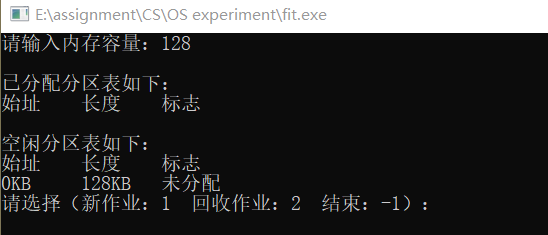 E:\assignment\CS\OS experiment\fit.exe
请输入内存容量：128
已分配分区表如下：
始址 长度 标志
空闲分区表如下：
始址 长度 标志
0KB 128KB 未分配
请选择（新作业：1 回收作业：2 结束：-1）：